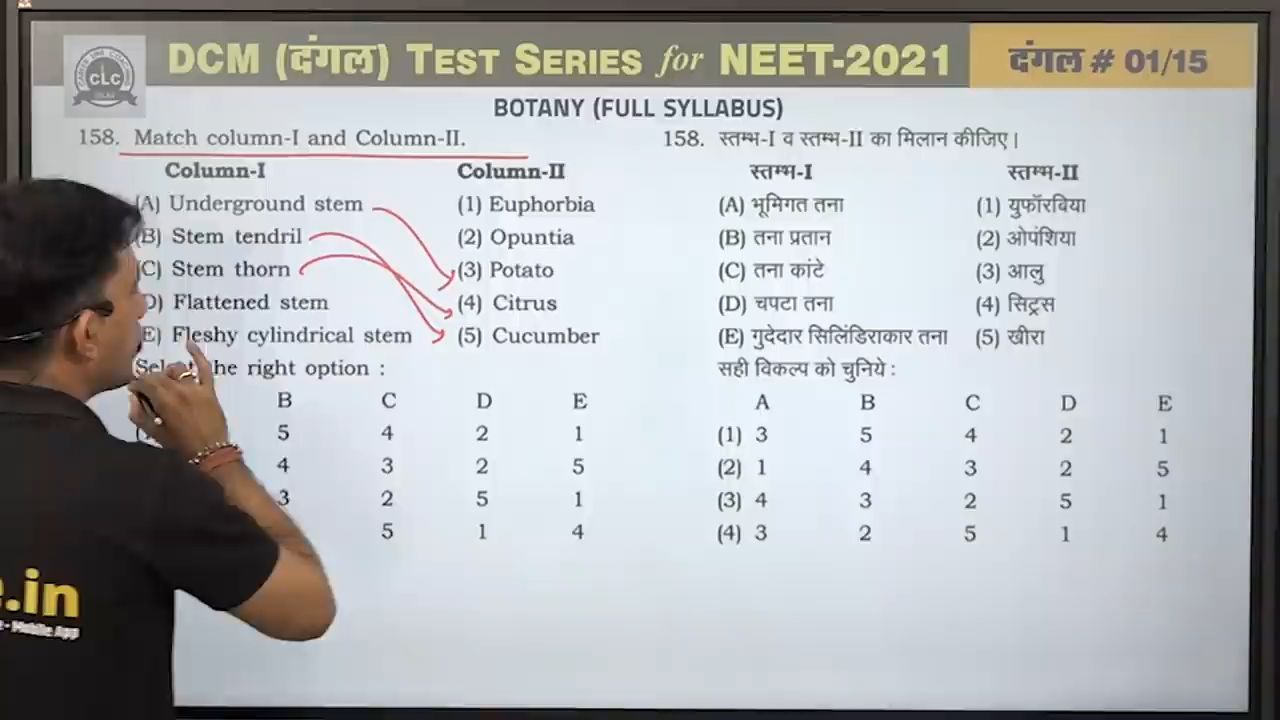 DCM (दंगल) TEST SERIES for NEET-2021
दंगल # 01/15
CLC
BOTANY (FULL SYLLABUS)
158. Match column-I and Column-II.
Column-I Column-II
(A) Underground stem (1) Euphorbia
(B) Stem tendril (2) Opuntia
(C) Stem thorn (3) Potato
D) Flattened stem (4) Citrus
E) Fleshy cylindrical stem (5) Cucumber
Select the right option :
B C D E
5 4 2 1
4 3 2 5
3 2 5 1
5 1 4
158. स्तम्भ-I व स्तम्भ-II का मिलान कीजिए।
स्तम्भ-I स्तम्भ-II
(A) भूमिगत तना (1) युफॉरबिया
(B) तना प्रतान (2) ओपंशिया
(C) तना कांटे (3) आलु
(D) चपटा तना (4) सिट्रस
(E) गुदेदार सिलिंडिराकार तना (5) खीरा
सही विकल्प को चुनिये :
A B C D E
(1) 3 5 4 2 1
(2) 1 4 3 2 5
(3) 4 3 2 5 1
(4) 3 2 5 1 4
.in
Mobile App